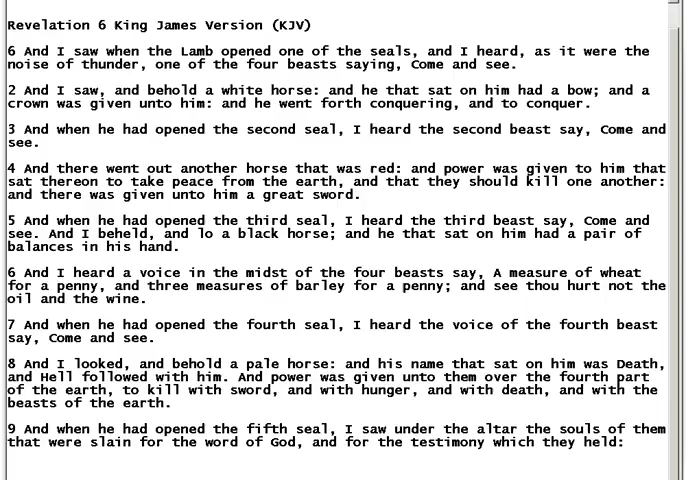 Revelation 6 King James Version (KJV)
6 And I saw when the Lamb opened one of the seals, and I heard, as it were the
noise of thunder, one of the four beasts saying, Come and see.
2 And I saw, and behold a white horse: and he that sat on him had a bow; and a
crown was given unto him: and he went forth conquering, and to conquer.
3 And when he had opened the second seal, I heard the second beast say, Come and
see.
4 And there went out another horse that was red: and power was given to him that
sat thereon to take peace from the earth, and that they should kill one another:
and there was given unto him a great sword.
5 And when he had opened the third seal, I heard the third beast say, Come and
see. And I beheld, and lo a black horse; and he that sat on him had a pair of
balances in his hand.
6 And I heard a voice in the midst of the four beasts say, A measure of wheat
for a penny, and three measures of barley for a penny; and see thou hurt not the
oil and the wine.
7 And when he had opened the fourth seal, I heard the voice of the fourth beast
say, Come and see.
8 And I looked, and behold a pale horse: and his name that sat on him was Death,
and Hell followed with him. And power was given unto them over the fourth part
of the earth, to kill with sword, and with hunger, and with death, and with the
beasts of the earth.
9 And when he had opened the fifth seal, I saw under the altar the souls of them
that were slain for the word of God, and for the testimony which they held: